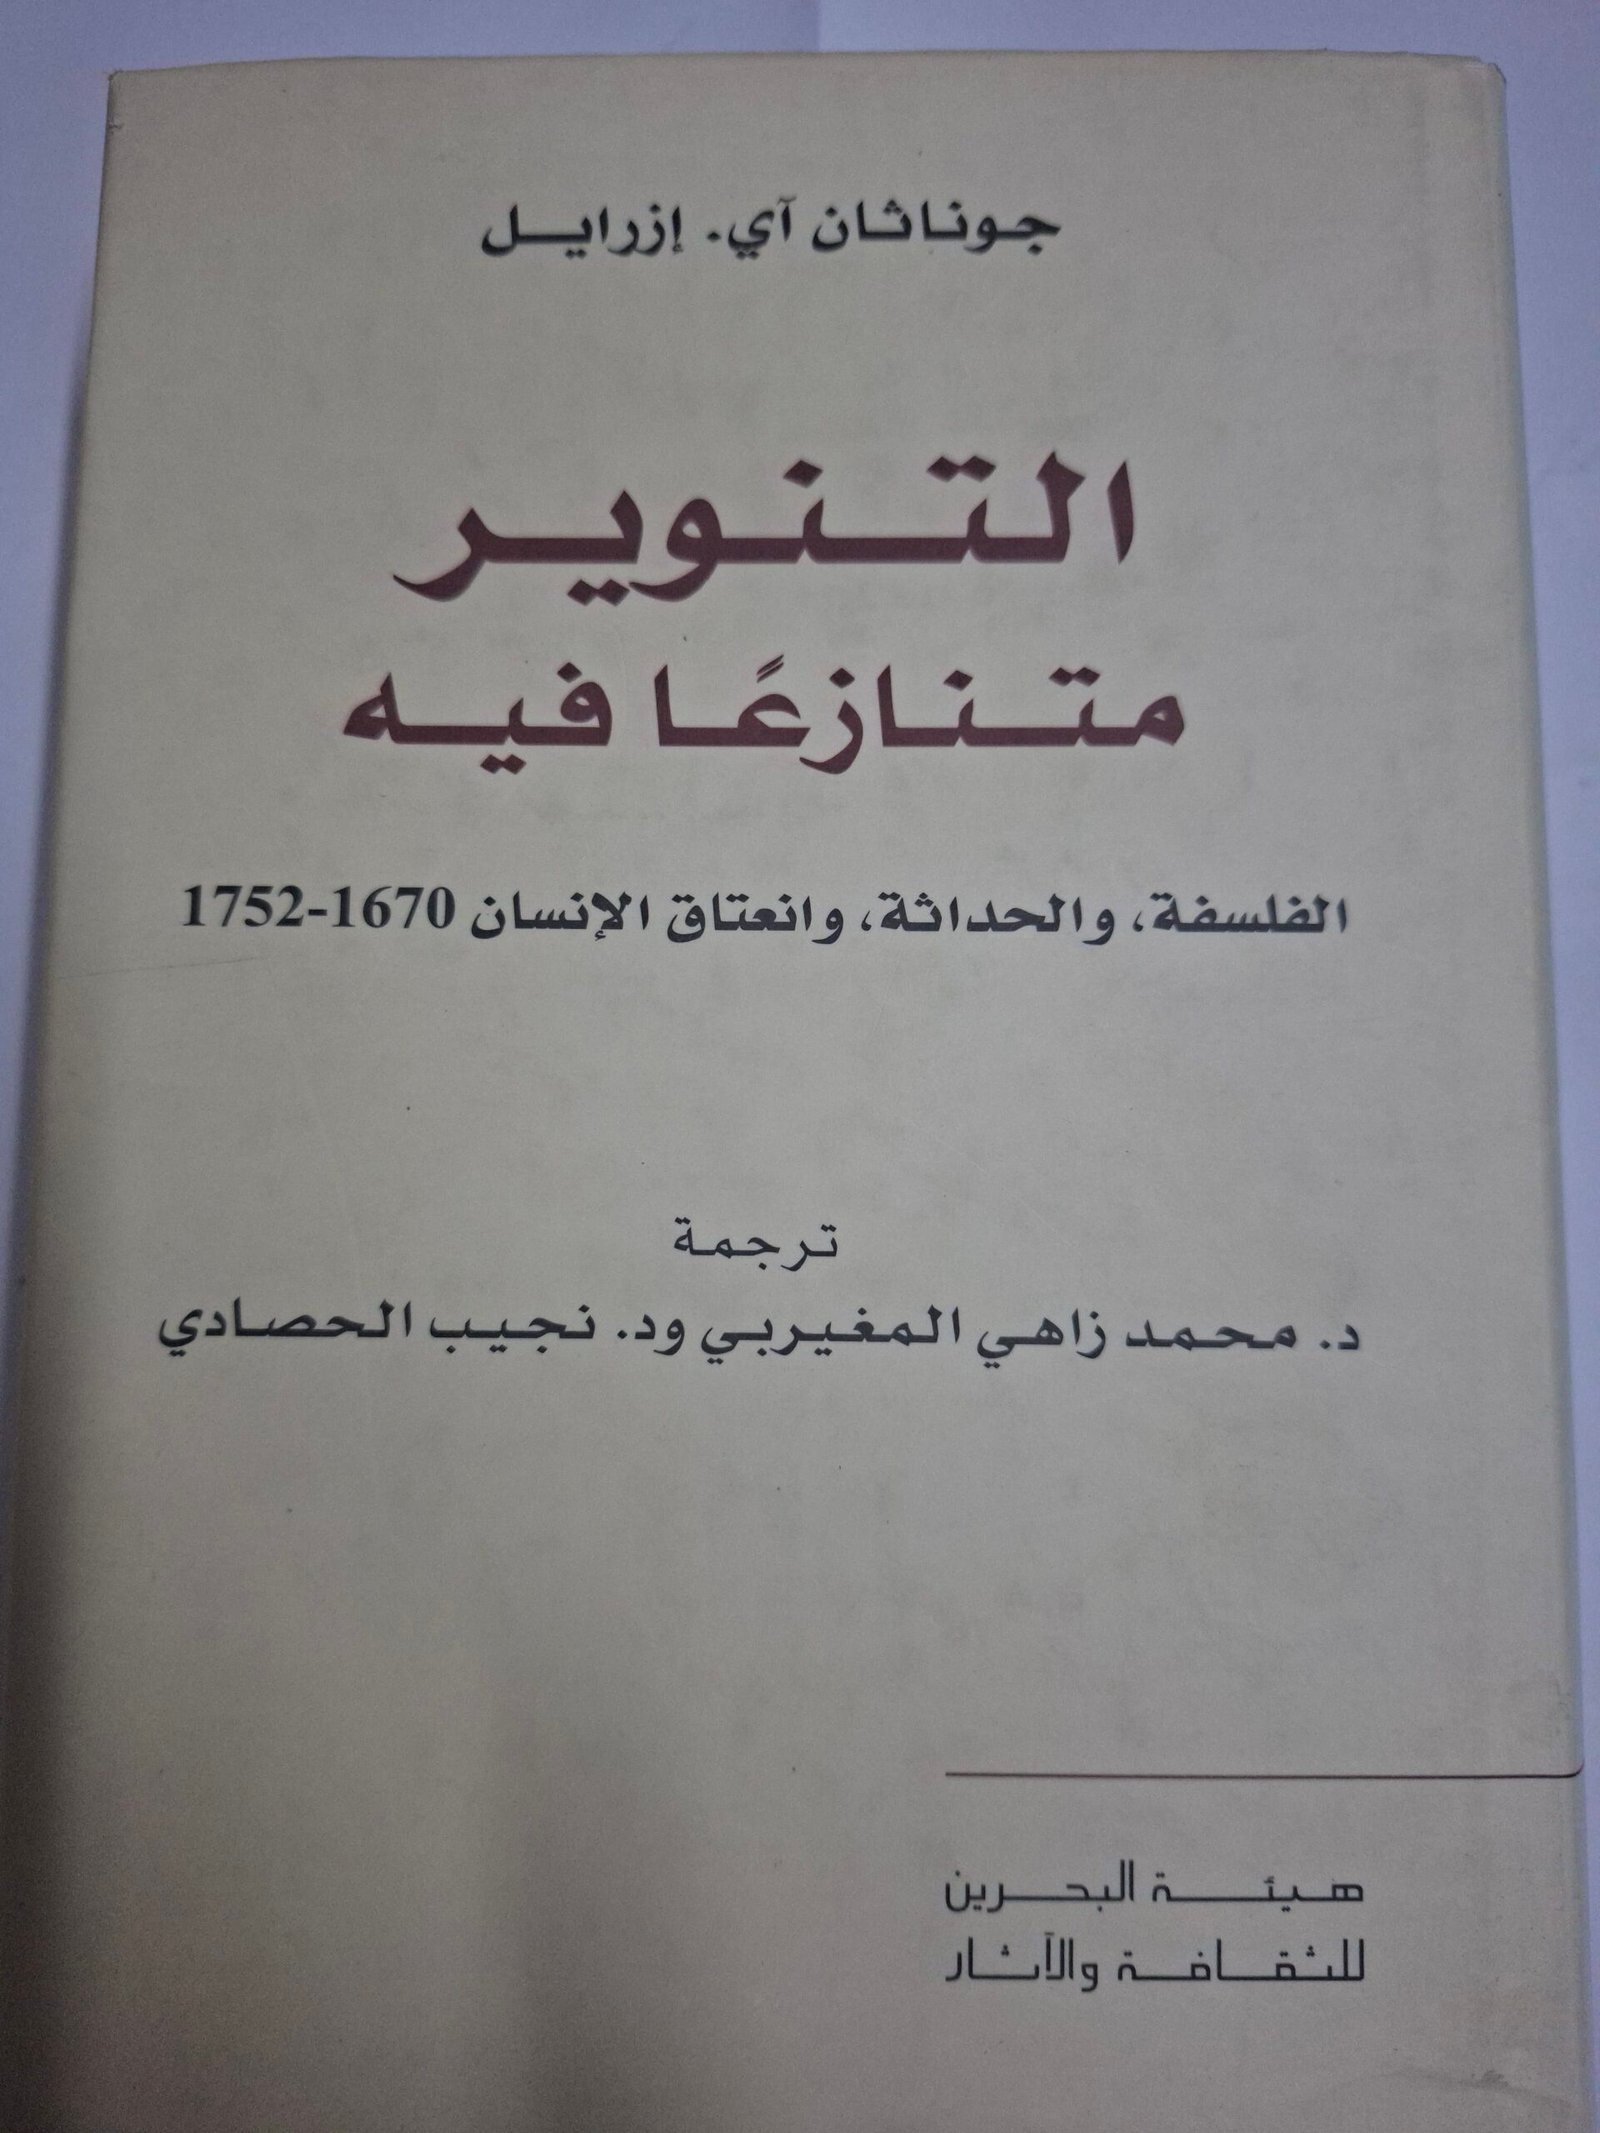 جوناثان آي. إزرايل
التنوير
متنازعًا فيه
الفلسفة، والحداثة، وانعتاق الإنسان 1670-1752
ترجمة
د. محمد زاهي المغيربي ود. نجيب الحصادي
هيئة البحرين
للثقافة والآثار